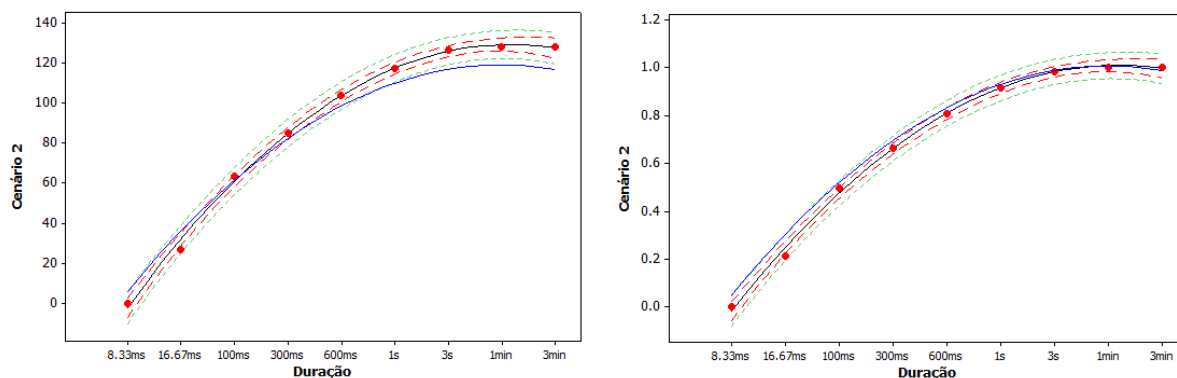 140
120
100
80
60
40
20
0
Cenário 2
8.33ms 16.67ms 100ms 300ms 600ms 1s 3s 1min 3min
Duração
1.2
1.0
0.8
0.6
0.4
0.2
0.0
Cenário 2
8.33ms 16.67ms 100ms 300ms 600ms 1s 3s 1min 3min
Duração